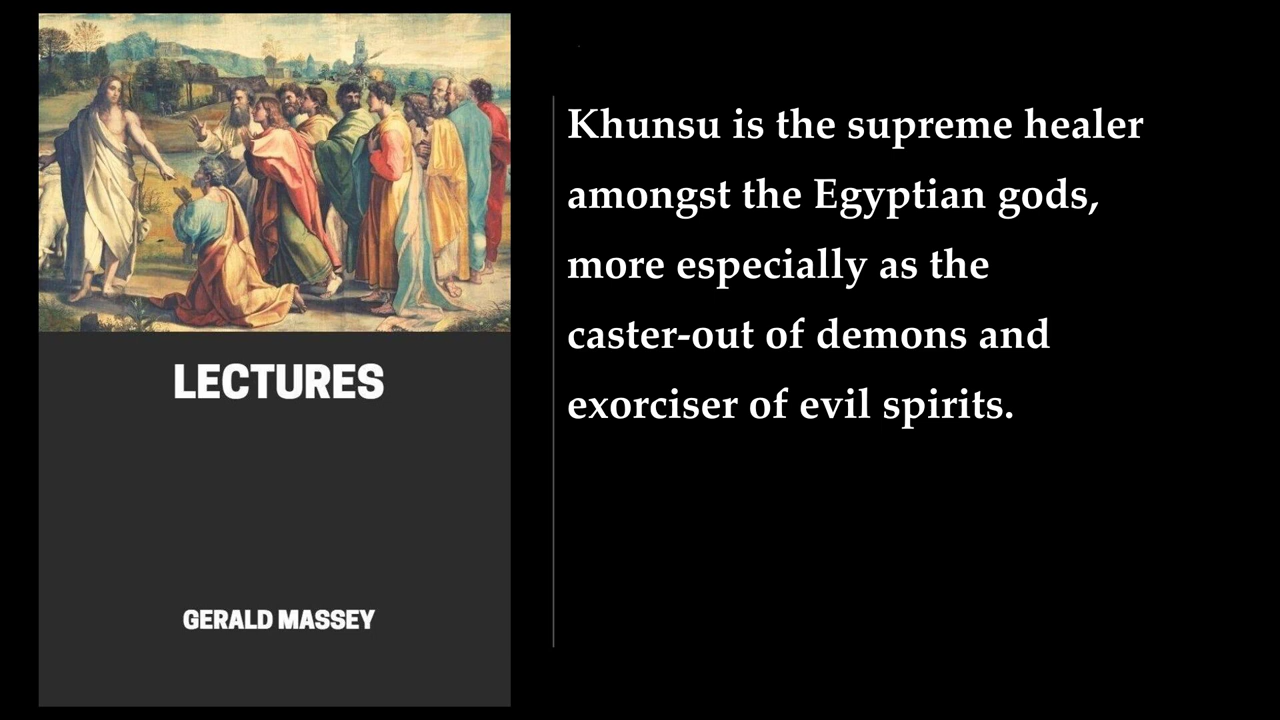 LECTURES
GERALD MASSEY
Khunsu is the supreme healer
amongst the Egyptian gods,
more especially as the
caster-out of demons and
exorciser of evil spirits.